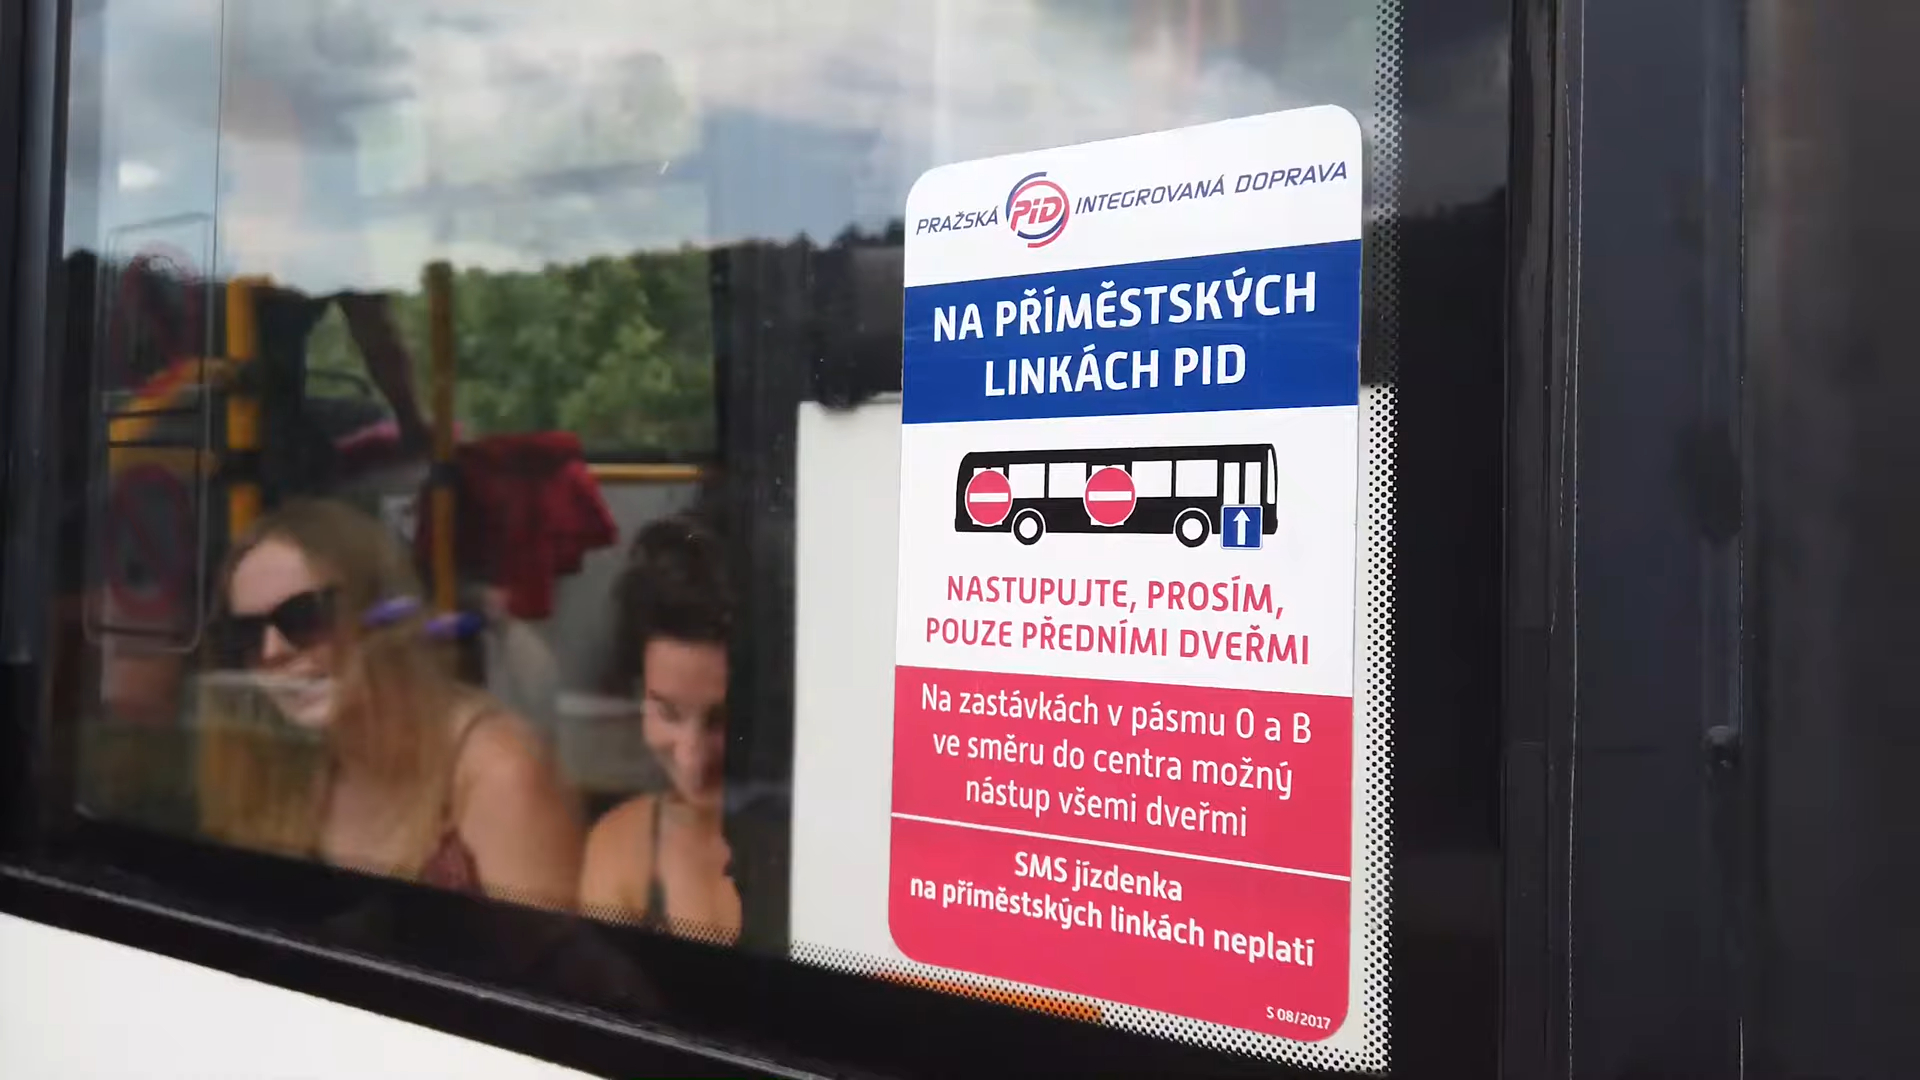 PRAŽSKÁ PID INTEGROVANÁ DOPRAVA
NA PŘÍMĚSTSKÝCH
LINKÁCH PID
NASTUPUJTE, PROSÍM,
POUZE PŘEDNÍMI DVEŘMI
Na zastávkách v pásmu 0 a B
ve směru do centra možný
nástup všemi dveřmi
SMS jízdenka
na příměstských linkách neplatí
S 08/2017